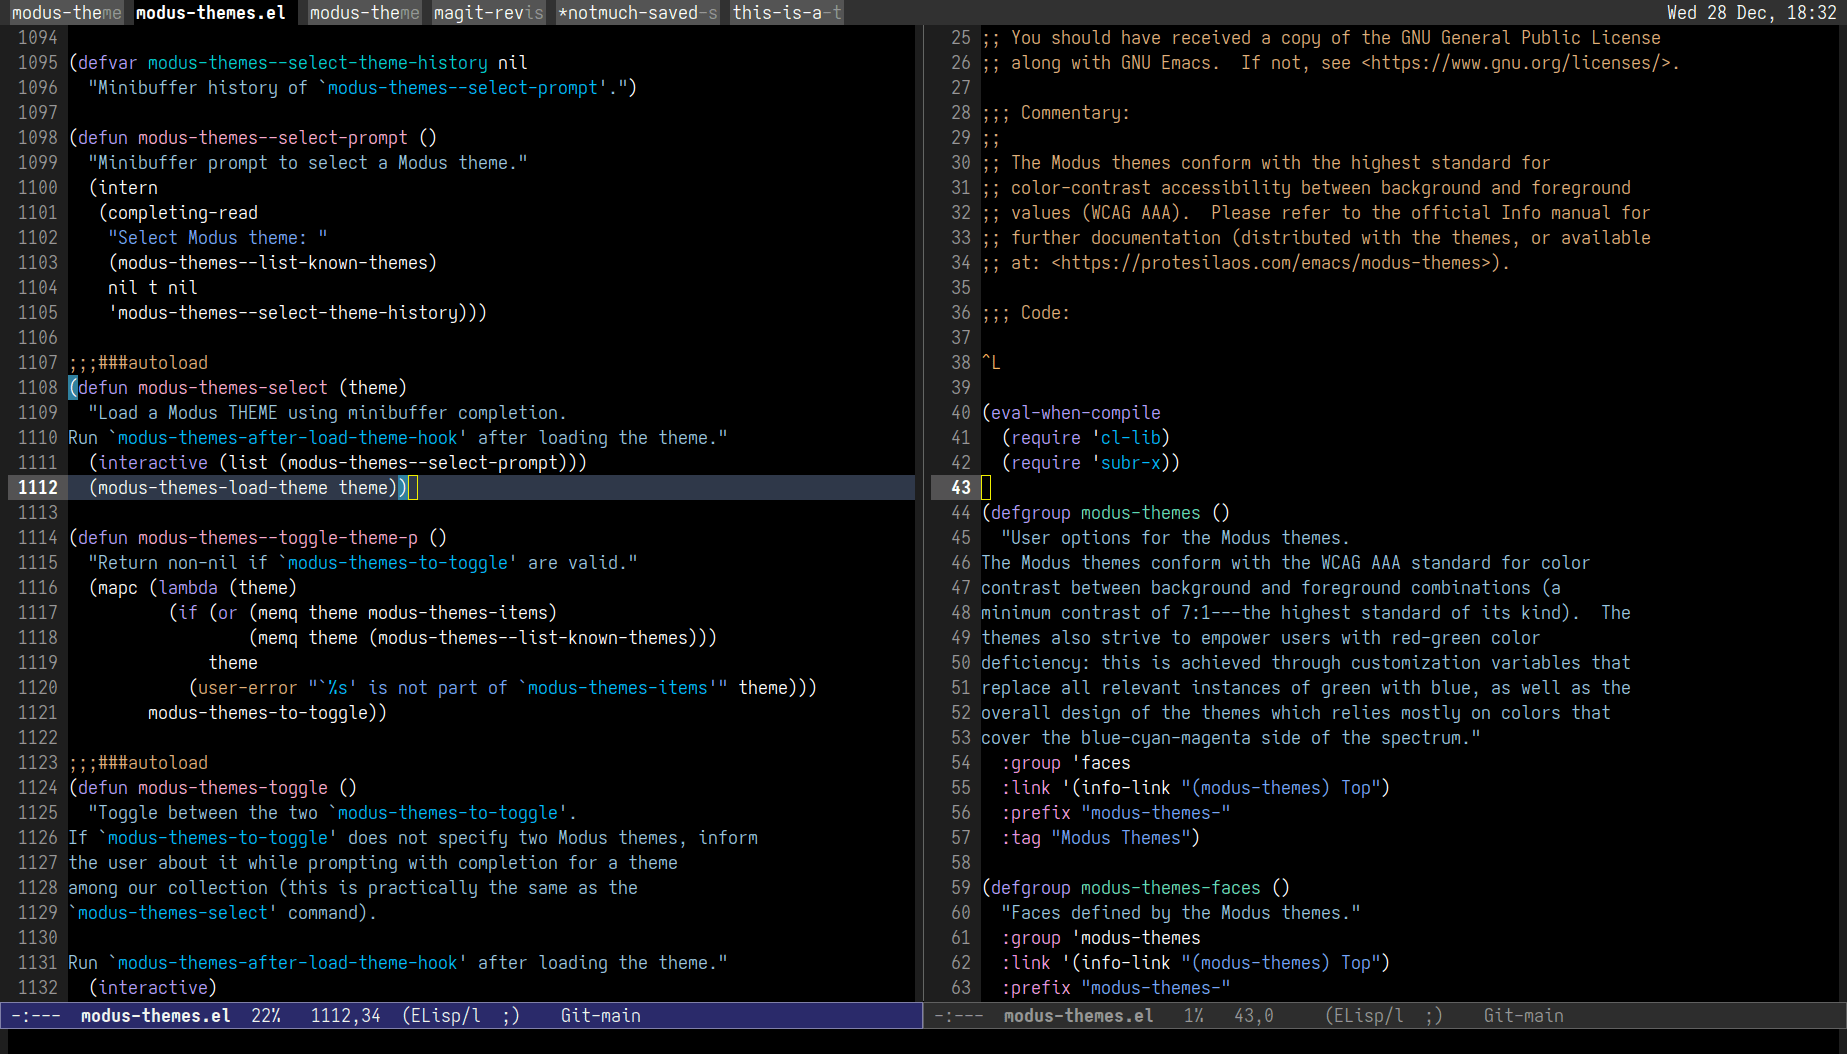 modus-theme modus-themes.el modus-theme magit-revis *notmuch-saved-s this-is-a-t Wed 28 Dec, 18:32
1094
1095 (defvar modus-themes--select-theme-history nil
1096   "Minibuffer history of `modus-themes--select-prompt'.")
1097
1098 (defun modus-themes--select-prompt ()
1099   "Minibuffer prompt to select a Modus theme."
1100   (intern
1101    (completing-read
1102     "Select Modus theme: "
1103     (modus-themes--list-known-themes)
1104     nil t nil
1105     'modus-themes--select-theme-history)))
1106
1107 ;;;###autoload
1108 (defun modus-themes-select (theme)
1109   "Load a Modus THEME using minibuffer completion.
1110 Run `modus-themes-after-load-theme-hook' after loading the theme."
1111   (interactive (list (modus-themes--select-prompt)))
1112   (modus-themes-load-theme theme))
1113
1114 (defun modus-themes--toggle-theme-p ()
1115   "Return non-nil if `modus-themes-to-toggle' are valid."
1116   (mapc (lambda (theme)
1117           (if (or (memq theme modus-themes-items)
1118                   (memq theme (modus-themes--list-known-themes)))
1119               theme
1120             (user-error "`%s' is not part of `modus-themes-items'" theme)))
1121         modus-themes-to-toggle))
1122
1123 ;;;###autoload
1124 (defun modus-themes-toggle ()
1125   "Toggle between the two `modus-themes-to-toggle'.
1126 If `modus-themes-to-toggle' does not specify two Modus themes, inform
1127 the user about it while prompting with completion for a theme
1128 among our collection (this is practically the same as the
1129 `modus-themes-select' command).
1130
1131 Run `modus-themes-after-load-theme-hook' after loading the theme."
1132   (interactive)
-:---  modus-themes.el  22%   1112,34  (ELisp/l  ;)    Git-main
25 ;; You should have received a copy of the GNU General Public License
26 ;; along with GNU Emacs.  If not, see <https://www.gnu.org/licenses/>.
27
28 ;;; Commentary:
29 ;;
30 ;; The Modus themes conform with the highest standard for
31 ;; color-contrast accessibility between background and foreground
32 ;; values (WCAG AAA).  Please refer to the official Info manual for
33 ;; further documentation (distributed with the themes, or available
34 ;; at: <https://protesilaos.com/emacs/modus-themes>).
35
36 ;;; Code:
37
38 ^L
39
40 (eval-when-compile
41   (require 'cl-lib)
42   (require 'subr-x))
43
44 (defgroup modus-themes ()
45   "User options for the Modus themes.
46 The Modus themes conform with the WCAG AAA standard for color
47 contrast between background and foreground combinations (a
48 minimum contrast of 7:1---the highest standard of its kind).  The
49 themes also strive to empower users with red-green color
50 deficiency: this is achieved through customization variables that
51 replace all relevant instances of green with blue, as well as the
52 overall design of the themes which relies mostly on colors that
53 cover the blue-cyan-magenta side of the spectrum."
54   :group 'faces
55   :link '(info-link "(modus-themes) Top")
56   :prefix "modus-themes-"
57   :tag "Modus Themes")
58
59 (defgroup modus-themes-faces ()
60   "Faces defined by the Modus themes."
61   :group 'modus-themes
62   :link '(info-link "(modus-themes) Top")
63   :prefix "modus-themes-"
-:---  modus-themes.el   1%   43,0     (ELisp/l  ;)    Git-main